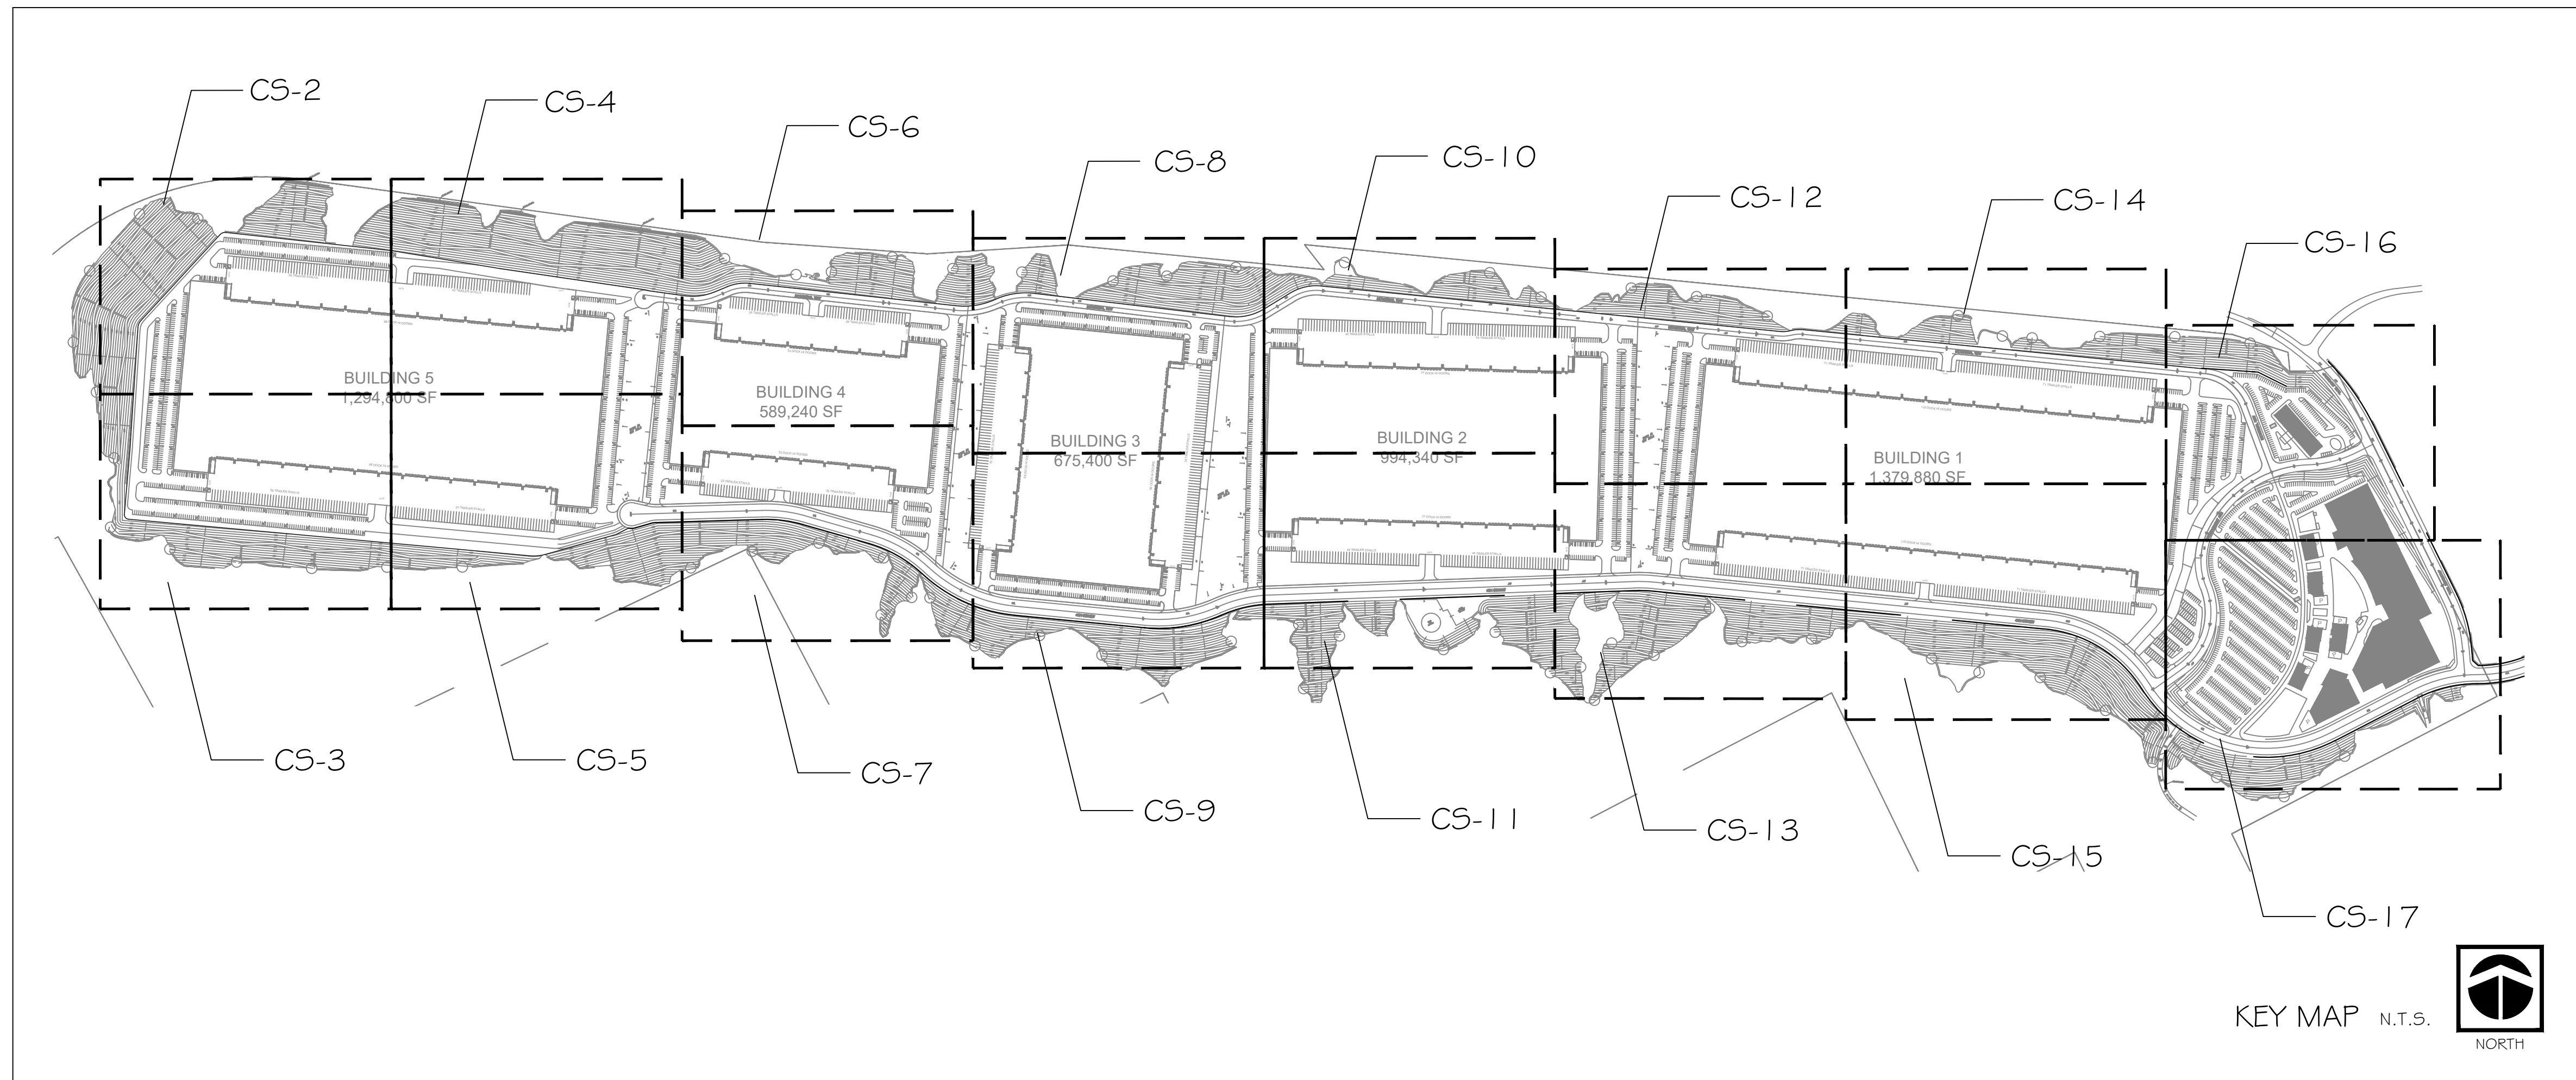 CS-2
CS-4
CS-6
CS-8
CS-10
CS-12
CS-14
CS-16
BUILDING 5
1,294,800 SF
BUILDING 4
589,240 SF
BUILDING 3
675,400 SF
BUILDING 2
994,340 SF
BUILDING 1
1,379,880 SF
CS-3
CS-5
CS-7
CS-9
CS-11
CS-13
CS-15
CS-17
KEY MAP N.T.S.
NORTH